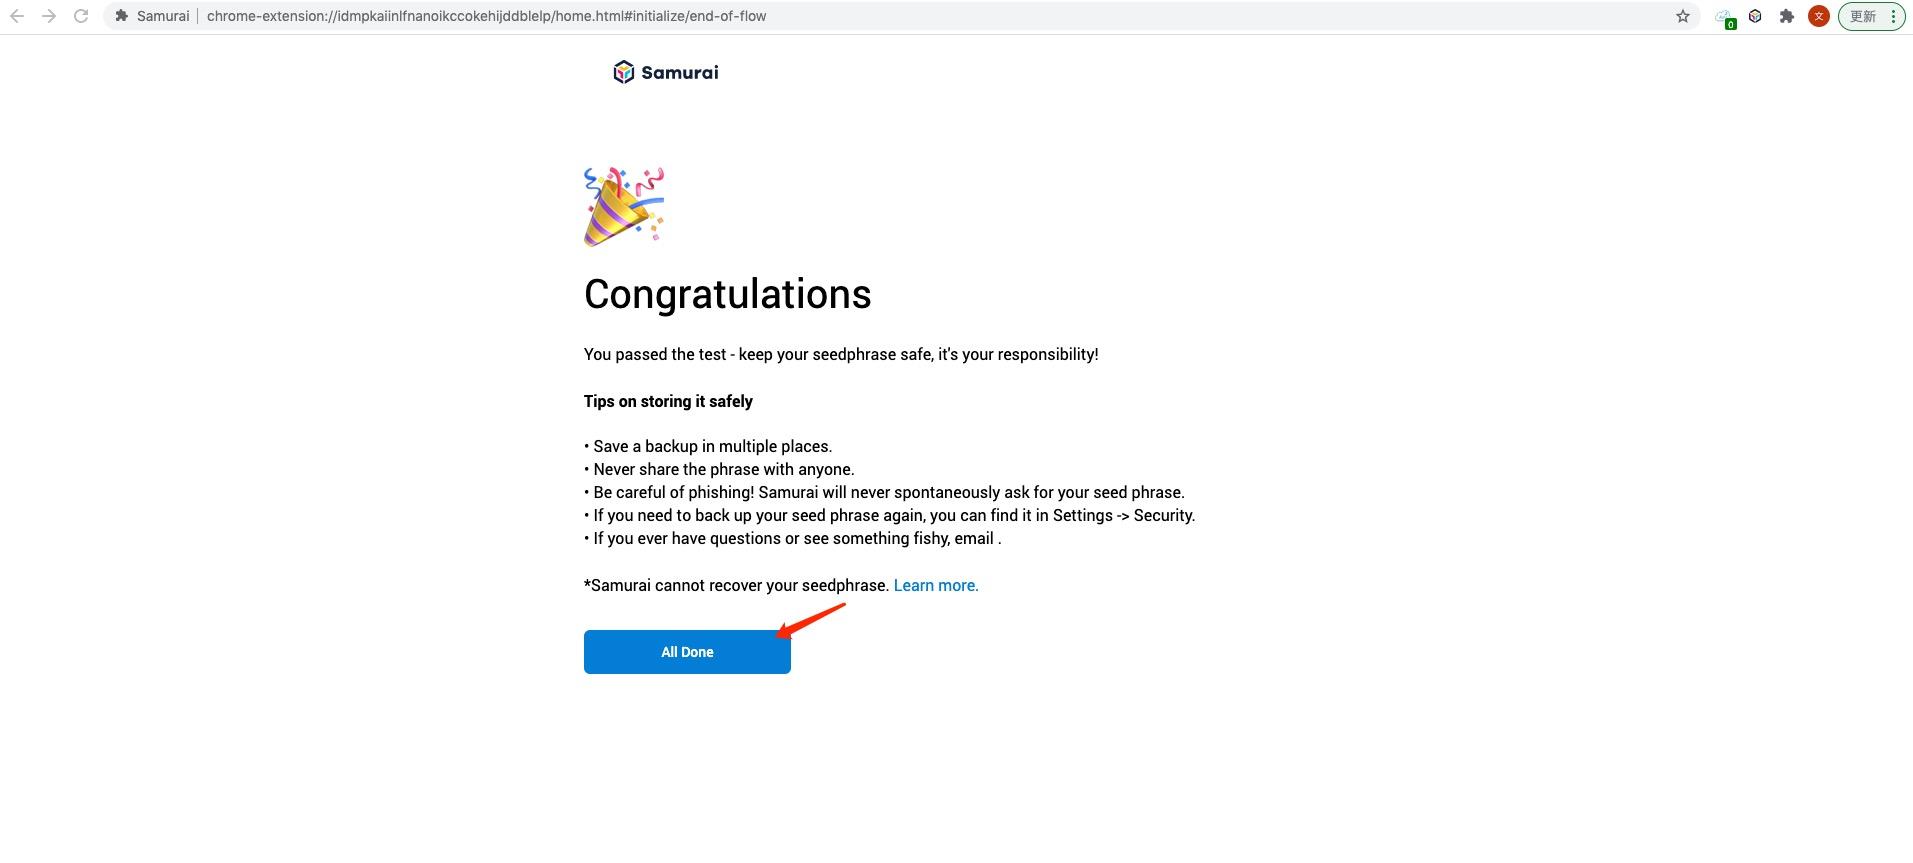 Samurai chrome-extension://idmpkaiinlfnanoikccokehijddblelp/home.html#initialize/end-of-flow 0 文 更新
Samurai
Congratulations
You passed the test - keep your seedphrase safe, it's your responsibility!
Tips on storing it safely
• Save a backup in multiple places.
• Never share the phrase with anyone.
• Be careful of phishing! Samurai will never spontaneously ask for your seed phrase.
• If you need to back up your seed phrase again, you can find it in Settings -> Security.
• If you ever have questions or see something fishy, email .
*Samurai cannot recover your seedphrase. Learn more.
All Done